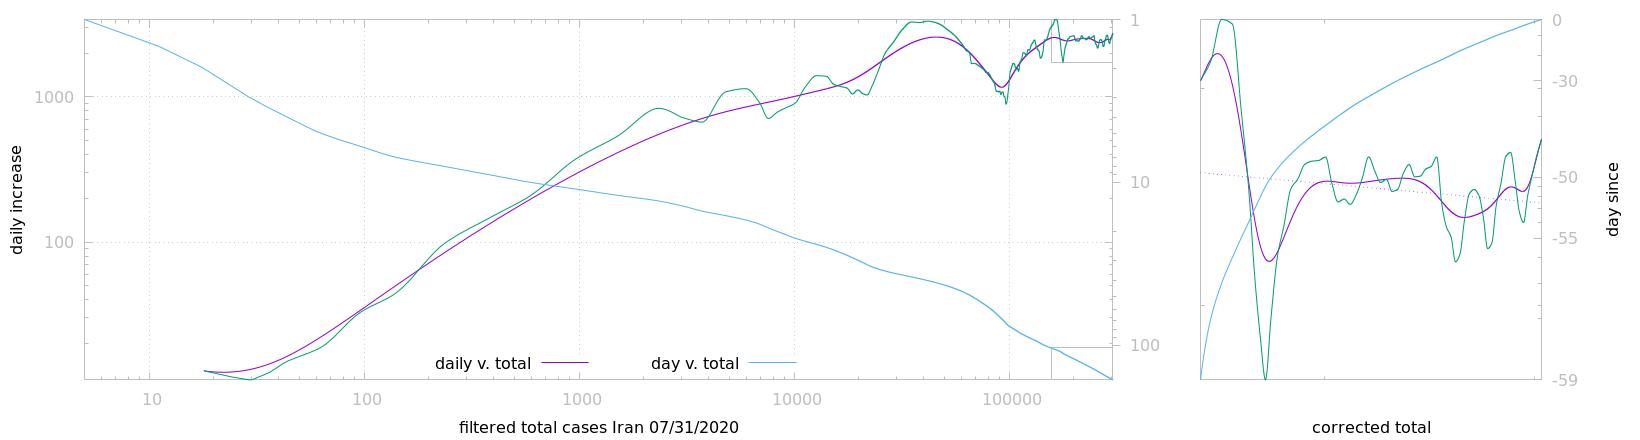 daily increase
1000
100
daily v. total
day v. total
10
100
1000
10000
100000
filtered total cases Iran 07/31/2020
1
10
100
0
-30
-50
-55
-59
day since
corrected total